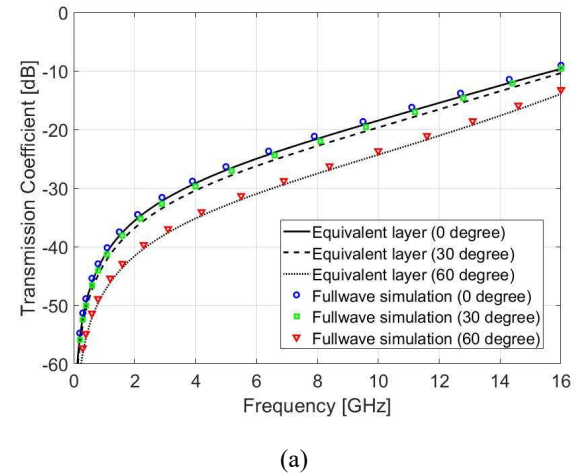 0
-10
-20
-30
-40
-50
-60
Transmission Coefficient [dB]
Equivalent layer (0 degree)
Equivalent layer (30 degree)
Equivalent layer (60 degree)
Fullwave simulation (0 degree)
Fullwave simulation (30 degree)
Fullwave simulation (60 degree)
0 2 4 6 8 10 12 14 16
Frequency [GHz]
(a)